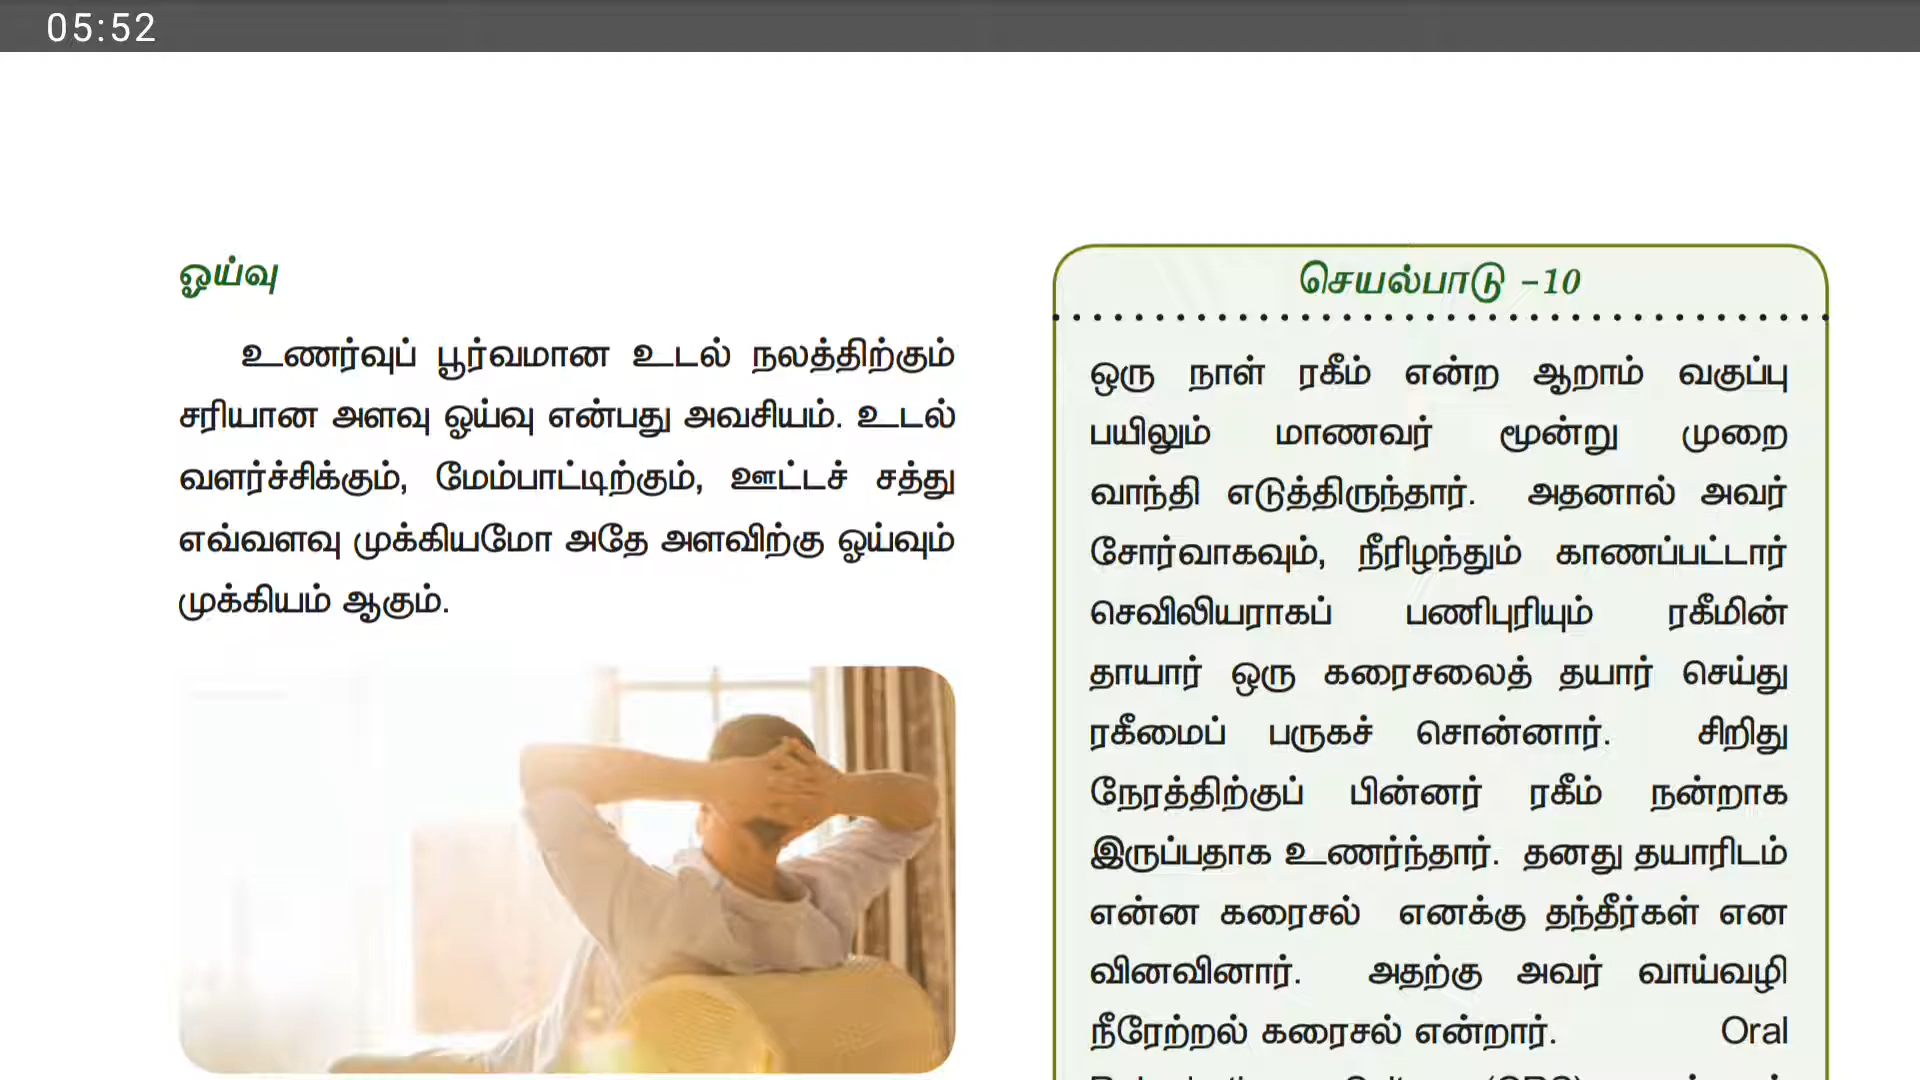 05:52
ஓய்வு
உணர்வுப் பூர்வமான உடல் நலத்திற்கும்
சரியான அளவு ஓய்வு என்பது அவசியம். உடல்
வளர்ச்சிக்கும், மேம்பாட்டிற்கும், ஊட்டச் சத்து
எவ்வளவு முக்கியமோ அதே அளவிற்கு ஓய்வும்
முக்கியம் ஆகும்.
செயல்பாடு -10
ஒரு நாள் ரகீம் என்ற ஆறாம் வகுப்பு
பயிலும் மாணவர் மூன்று முறை
வாந்தி எடுத்திருந்தார். அதனால் அவர்
சோர்வாகவும், நீரிழந்தும் காணப்பட்டார்
செவிலியராகப் பணிபுரியும் ரகீமின்
தாயார் ஒரு கரைசலைத் தயார் செய்து
ரகீமைப் பருகச் சொன்னார். சிறிது
நேரத்திற்குப் பின்னர் ரகீம் நன்றாக
இருப்பதாக உணர்ந்தார். தனது தயாரிடம்
என்ன கரைசல் எனக்கு தந்தீர்கள் என
வினவினார். அதற்கு அவர் வாய்வழி
நீரேற்றல் கரைசல் என்றார். Oral